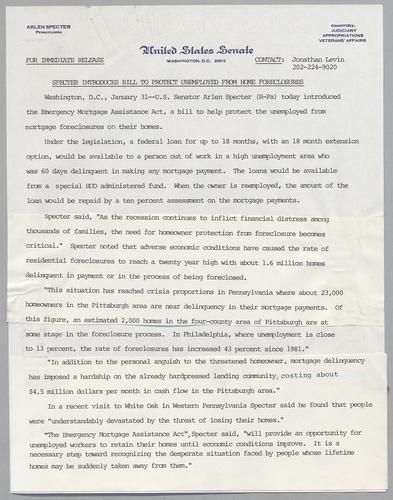 ARLEN SPECTER
PENNSYLVANIA
COMMITTEES:
JUDICIARY
APPROPRIATIONS
VETERANS' AFFAIRS
United States Senate
WASHINGTON, D.C. 20510
FOR IMMEDIATE RELEASE
CONTACT: Jonathan Levin
202-224-9020
SPECTER INTRODUCES BILL TO PROTECT UNEMPLOYED FROM HOME FORECLOSURES
Washington, D.C., January 31--U.S. Senator Arlen Specter (R-Pa) today introduced
the Emergency Mortgage Assistance Act, a bill to help protect the unemployed from
mortgage foreclosures on their homes.
Under the legislation, a federal loan for up to 18 months, with an 18 month extension
option, would be available to a person out of work in a high unemployment area who
was 60 days delinquent in making any mortgage payment. The loans would be available
from a special HUD administered fund. When the owner is reemployed, the amount of the
loan would be repaid by a ten percent assessment on the mortgage payments.
Specter said, "As the recession continues to inflict financial distress among
thousands of families, the need for homeowner protection from foreclosure becomes
critical." Specter noted that adverse economic conditions have caused the rate of
residential foreclosures to reach a twenty year high with about 1.6 million homes
delinquent in payment or in the process of being foreclosed.
"This situation has reached crisis proportions in Pennsylvania where about 23,000
homeowners in the Pittsburgh area are near delinquency in their mortgage payments. Of
this figure, an estimated 2,000 homes in the four-county area of Pittsburgh are at
some stage in the foreclosure process. In Philadelphia, where unemployment is close
to 13 percent, the rate of foreclosures has increased 43 percent since 1981."
"In addition to the personal anguish to the threatened homeowner, mortgage delinquency
has imposed a hardship on the already hardpressed lending community, costing about
$4.5 million dollars per month in cash flow in the Pittsburgh area."
In a recent visit to White Oak in Western Pennsylvania Specter said he found that people
were "understandably devastated by the threat of losing their homes."
"The Emergency Mortgage Assistance Act", Specter said, "will provide an opportunity for
unemployed workers to retain their homes until economic conditions improve. It is a
necessary step toward recognizing the desperate situation faced by people whose lifetime
homes may be suddenly taken away from them."